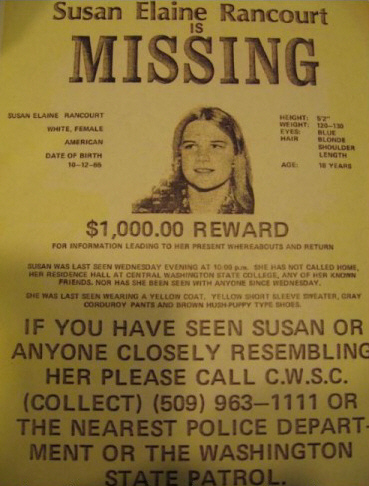 Susan Elaine Rancourt
IS
MISSING
SUSAN ELAINE RANCOURT
WHITE, FEMALE
AMERICAN
DATE OF BIRTH
HEIGHT: 5'2"
WEIGHT: 120-130
EYES: BLUE
HAIR BLONDE
SHOULDER
LENGTH
AGE: 18 YEARS
$1,000.00 REWARD
FOR INFORMATION LEADING TO HER PRESENT WHEREABOUTS AND RETURN
SUSAN WAS LAST SEEN WEDNESDAY EVENING AT 10:00 p.m. SHE HAS NOT CALLED HOME,
HER RESIDENCE HALL AT CENTRAL WASHINGTON STATE COLLEGE, ANY OF HER KNOWN
FRIENDS. NOR HAS SHE BEEN SEEN WITH ANYONE SINCE WEDNESDAY.
SHE WAS LAST SEEN WEARING A YELLOW COAT, YELLOW SHORT SLEEVE SWEATER, GRAY
CORDUROY PANTS AND BROWN HUSH-PUPPY TYPE SHOES.
IF YOU HAVE SEEN SUSAN OR
ANYONE CLOSELY RESEMBLING
HER PLEASE CALL C.W.S.C.
(COLLECT) (509) 963-1111 OR
THE NEAREST POLICE DEPART-
MENT OR THE WASHINGTON
STATE PATROL.